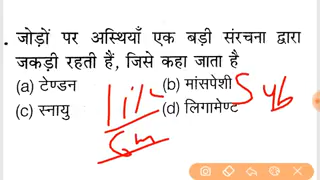 जोड़ों पर अस्थियाँ एक बड़ी संरचना द्वारा
जकड़ी रहती हैं, जिसे कहा जाता है
(a) टेण्डन (b) मांसपेशी
(c) स्नायु (d) लिगामेण्ट